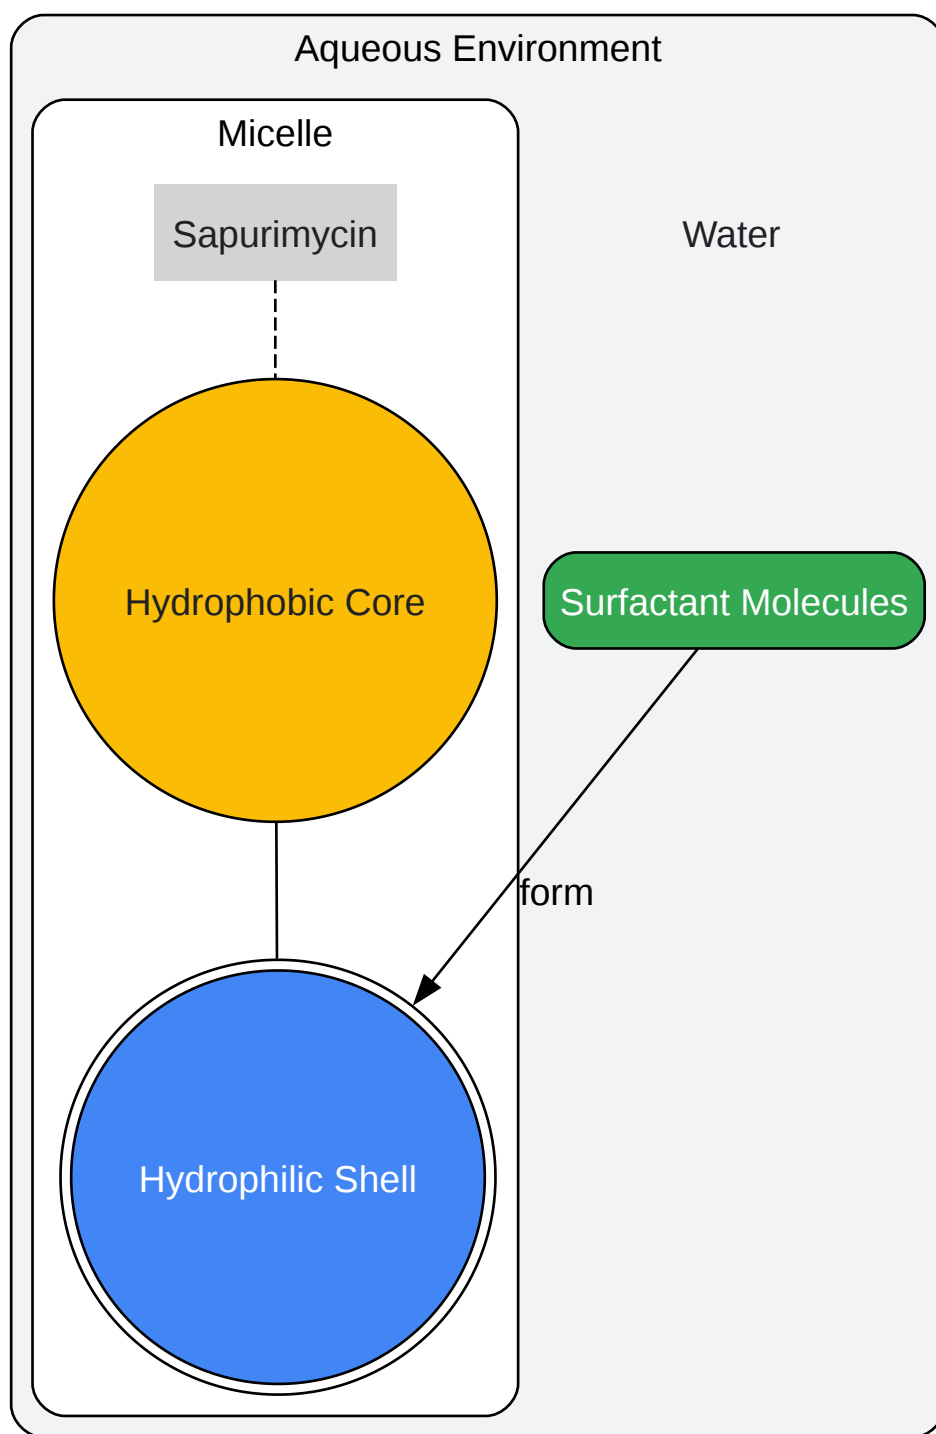 Aqueous Environment
Micelle
Sapurimycin
Water
Hydrophobic Core
Surfactant Molecules
form
Hydrophilic Shell